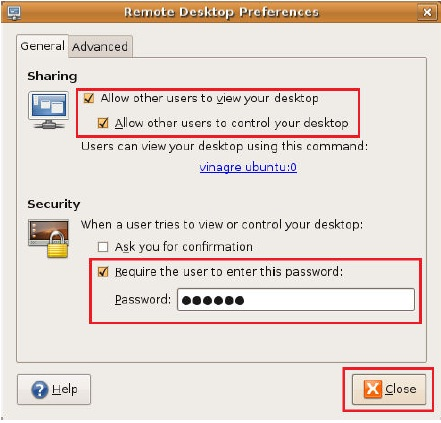 Remote Desktop Preferences
General Advanced
Sharing
Allow other users to view your desktop
Allow other users to control your desktop
Users can view your desktop using this command:
vinagre ubuntu:0
Security
When a user tries to view or control your desktop:
Ask you for confirmation
Require the user to enter this password:
Password: ●●●●●●
Help Close